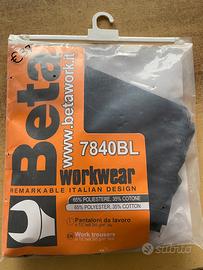 Beta
www.betawork.it
7840BL
workwear
REMARKABLE ITALIAN DESIGN
65% POLIESTERE, 35% COTONE
65% POLYESTER, 35% COTTON
Pantaloni da lavoro
Work trousers
subito